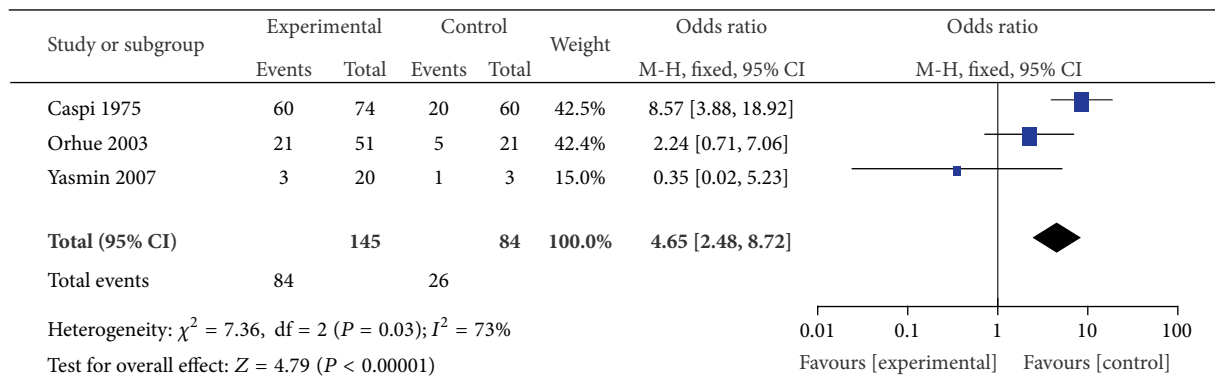 Study or subgroup Experimental Control Weight Odds ratio Odds ratio
Events Total Events Total M-H, fixed, 95% CI M-H, fixed, 95% CI
Caspi 1975 60 74 20 60 42.5% 8.57 [3.88, 18.92]
Orhue 2003 21 51 5 21 42.4% 2.24 [0.71, 7.06]
Yasmin 2007 3 20 1 3 15.0% 0.35 [0.02, 5.23]
Total (95% CI) 145 84 100.0% 4.65 [2.48, 8.72]
Total events 84 26
Heterogeneity: χ² = 7.36, df = 2 (P = 0.03); I² = 73%
Test for overall effect: Z = 4.79 (P < 0.00001)
0.01 0.1 1 10 100
Favours [experimental] Favours [control]